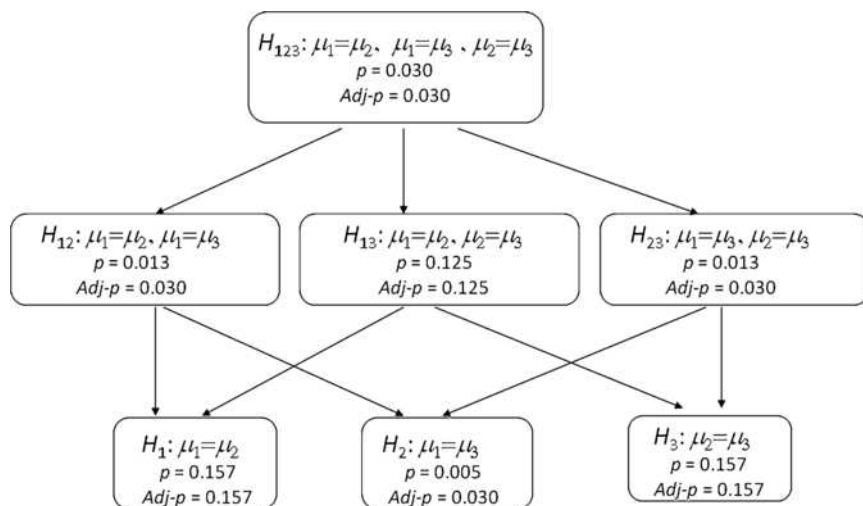 H₁₂₃: μ₁=μ₂、 μ₁=μ₃ 、μ₂=μ₃
p = 0.030
Adj-p = 0.030
H₁₂: μ₁=μ₂、μ₁=μ₃
p = 0.013
Adj-p = 0.030
H₁₃: μ₁=μ₂、μ₂=μ₃
p = 0.125
Adj-p = 0.125
H₂₃: μ₁=μ₃、μ₂=μ₃
p = 0.013
Adj-p = 0.030
H₁: μ₁=μ₂
p = 0.157
Adj-p = 0.157
H₂: μ₁=μ₃
p = 0.005
Adj-p = 0.030
H₃: μ₂=μ₃
p = 0.157
Adj-p = 0.157